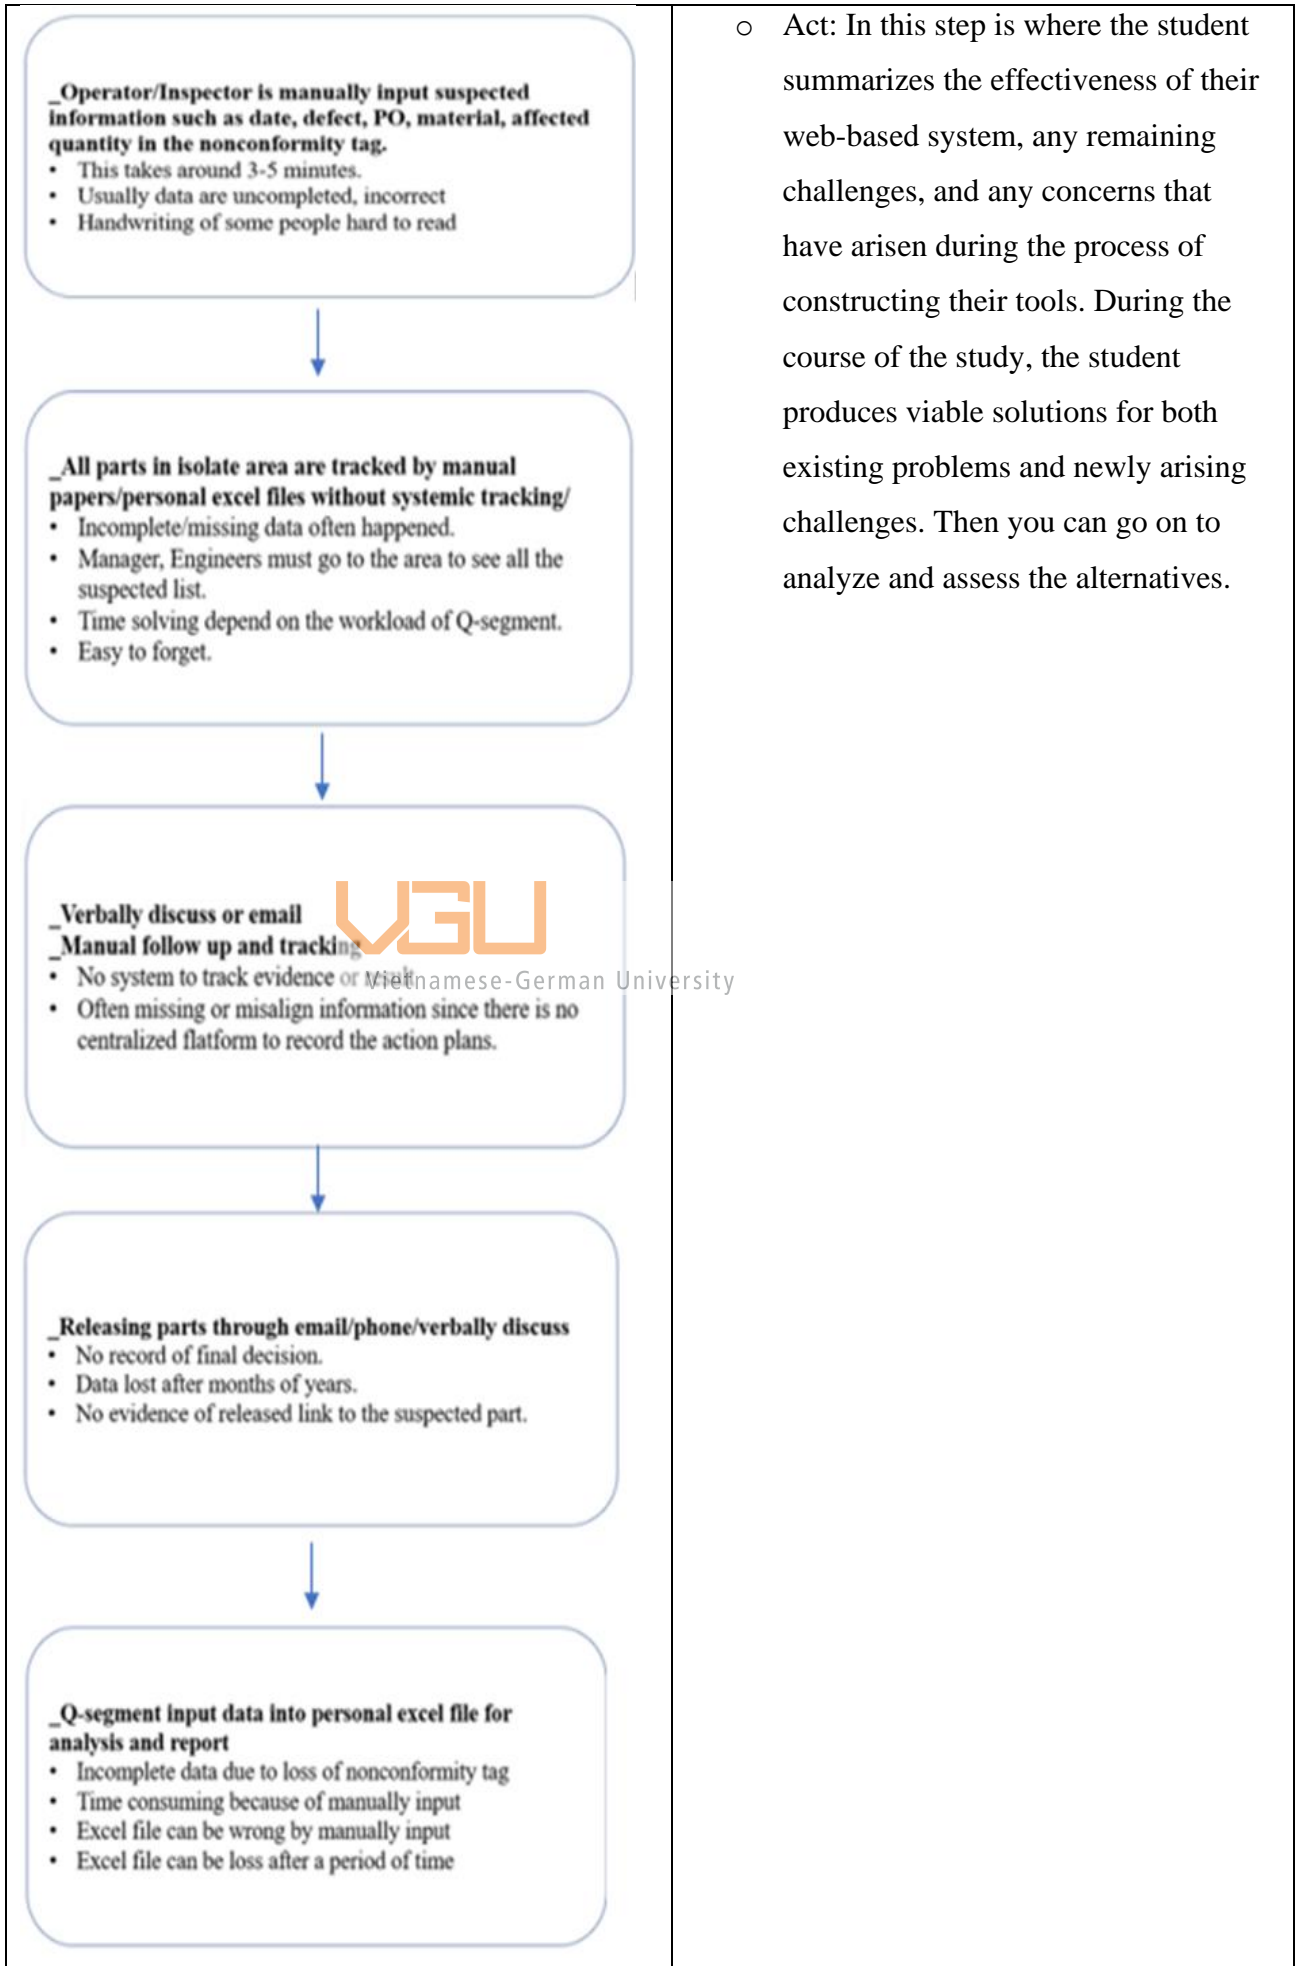 _Operator/Inspector is manually input suspected
information such as date, defect, PO, material, affected
quantity in the nonconformity tag.
• This takes around 3-5 minutes.
• Usually data are uncompleted, incorrect
• Handwriting of some people hard to read
_All parts in isolate area are tracked by manual
papers/personal excel files without systemic tracking/
• Incomplete/missing data often happened.
• Manager, Engineers must go to the area to see all the
suspected list.
• Time solving depend on the workload of Q-segment.
• Easy to forget.
_Verbally discuss or email
_Manual follow up and tracking
• No system to track evidence or
• Often missing or misalign information since there is no
centralized flatform to record the action plans.
_Releasing parts through email/phone/verbally discuss
• No record of final decision.
• Data lost after months of years.
• No evidence of released link to the suspected part.
_Q-segment input data into personal excel file for
analysis and report
• Incomplete data due to loss of nonconformity tag
• Time consuming because of manually input
• Excel file can be wrong by manually input
• Excel file can be loss after a period of time
o Act: In this step is where the student
summarizes the effectiveness of their
web-based system, any remaining
challenges, and any concerns that
have arisen during the process of
constructing their tools. During the
course of the study, the student
produces viable solutions for both
existing problems and newly arising
challenges. Then you can go on to
analyze and assess the alternatives.
VGU
Vietnamese-German University